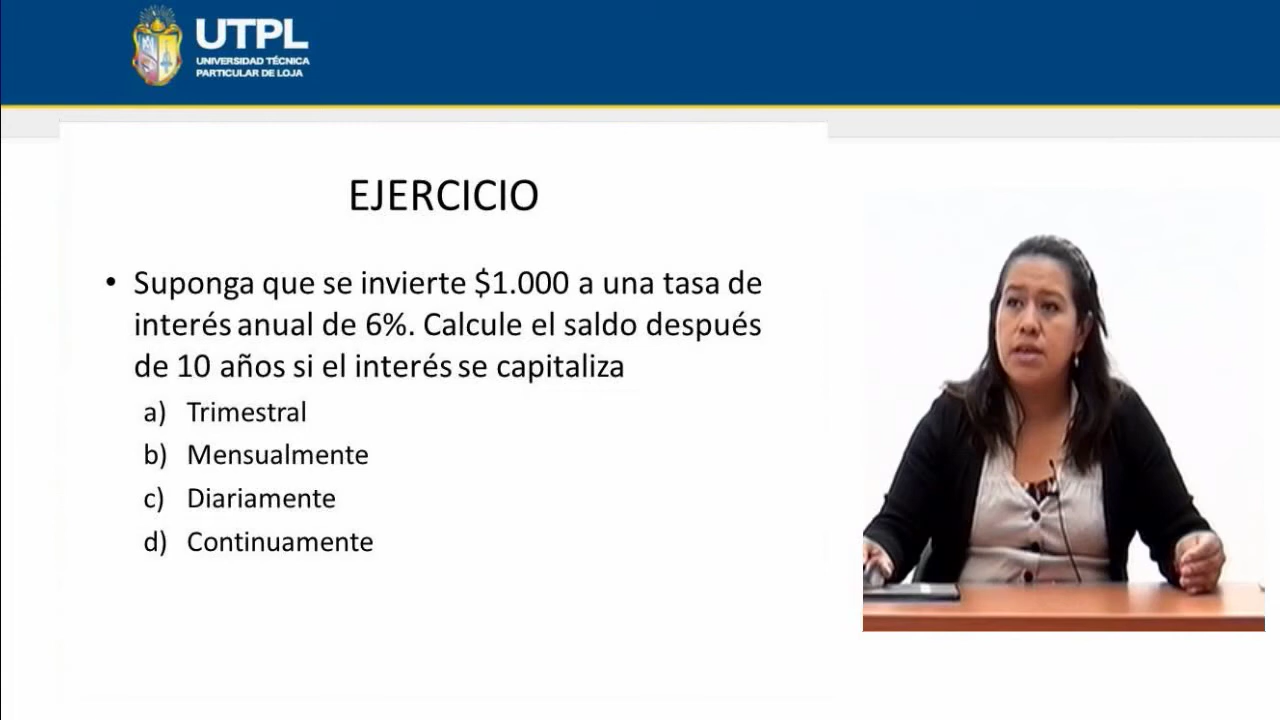 UTPL
UNIVERSIDAD TÉCNICA
PARTICULAR DE LOJA
EJERCICIO
• Suponga que se invierte $1.000 a una tasa de
interés anual de 6%. Calcule el saldo después
de 10 años si el interés se capitaliza
a) Trimestral
b) Mensualmente
c) Diariamente
d) Continuamente